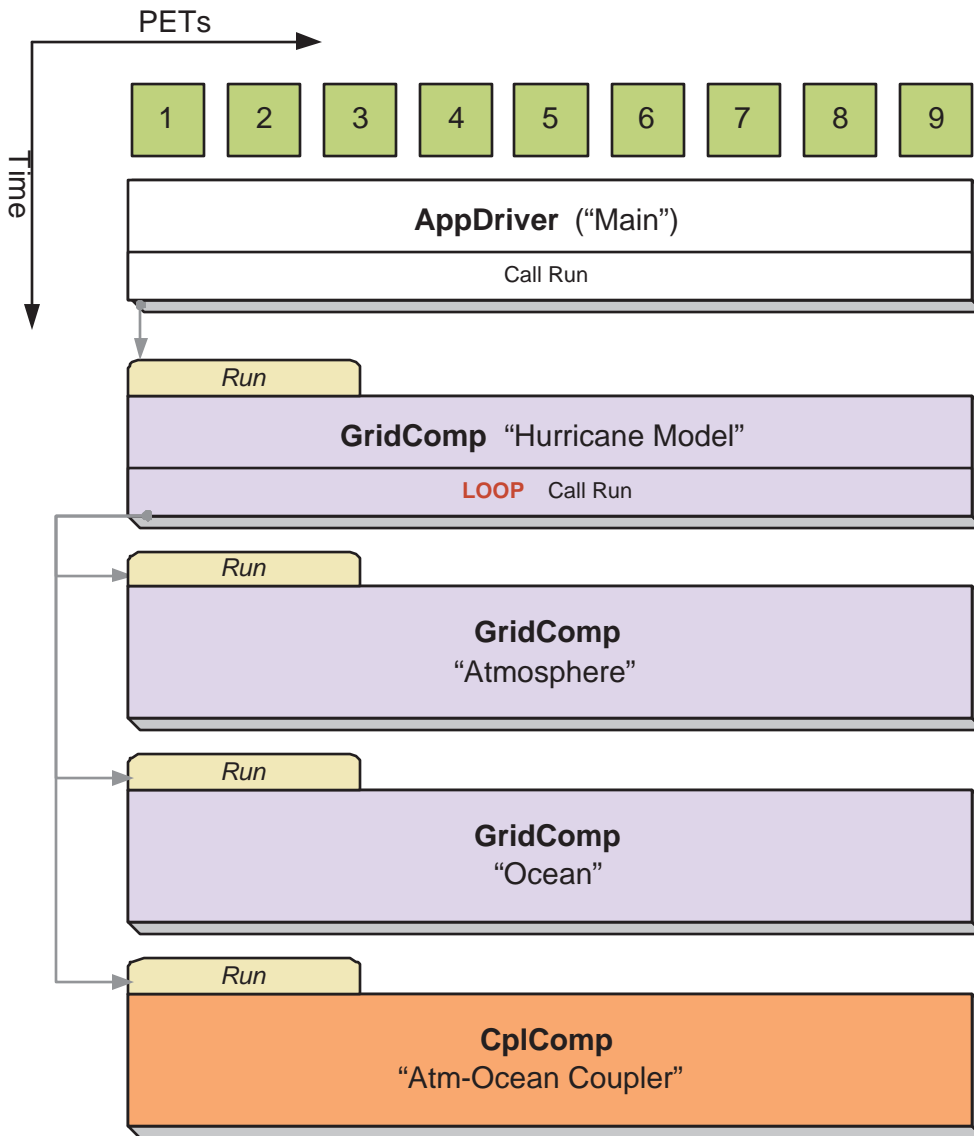 PETs
Time
1 2 3 4 5 6 7 8 9
AppDriver (“Main”)
Call Run
Run
GridComp “Hurricane Model”
LOOP Call Run
Run
GridComp
“Atmosphere”
Run
GridComp
“Ocean”
Run
CplComp
“Atm-Ocean Coupler”